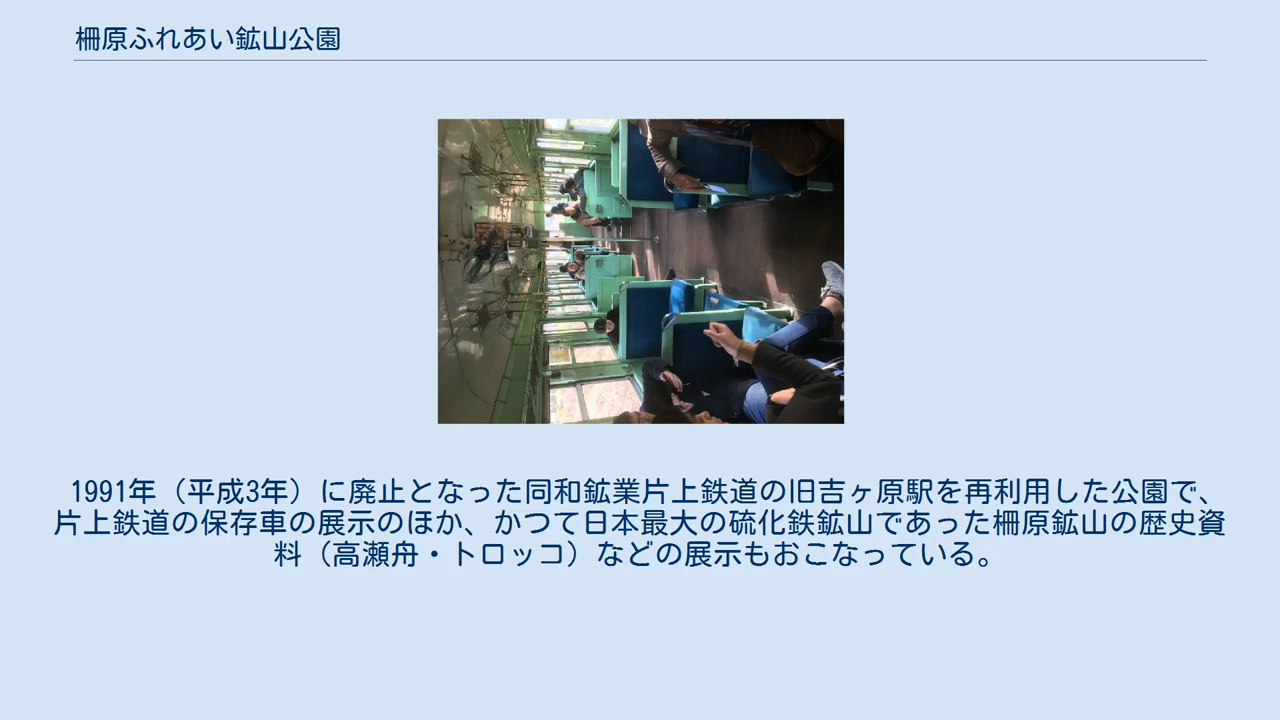 柵原ふれあい鉱山公園
1991年（平成3年）に廃止となった同和鉱業片上鉄道の旧吉ヶ原駅を再利用した公園で、
片上鉄道の保存車の展示のほか、かつて日本最大の硫化鉄鉱山であった柵原鉱山の歴史資
料（高瀬舟・トロッコ）などの展示もおこなっている。